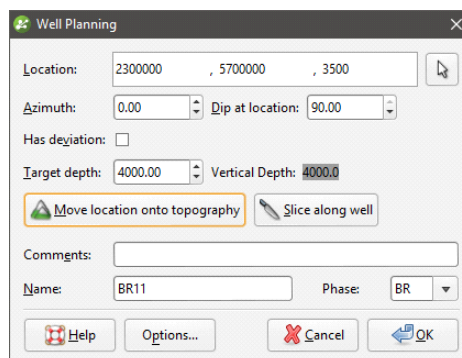 Well Planning
Location: 2300000 , 5700000 , 3500
Azimuth: 0.00 Dip at location: 90.00
Has deviation:
Target depth: 4000.00 Vertical Depth: 4000.0
Move location onto topography Slice along well
Comments:
Name: BR11 Phase: BR
Help Options... Cancel OK